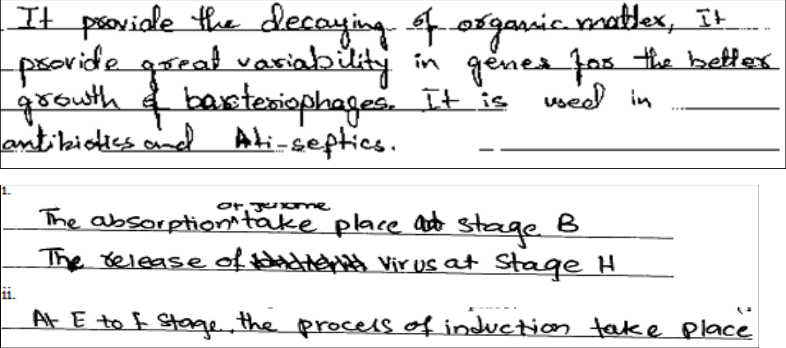 It provide the decaying of organic matter, It
provide great variability in genes for the better
growth of bacteriophages. It is used in
antibiotics and Ati-septics.
i.
of genome
The absorption^take place at stage B
The release of virus at stage H
ii.
At E to F stage, the process of induction take place